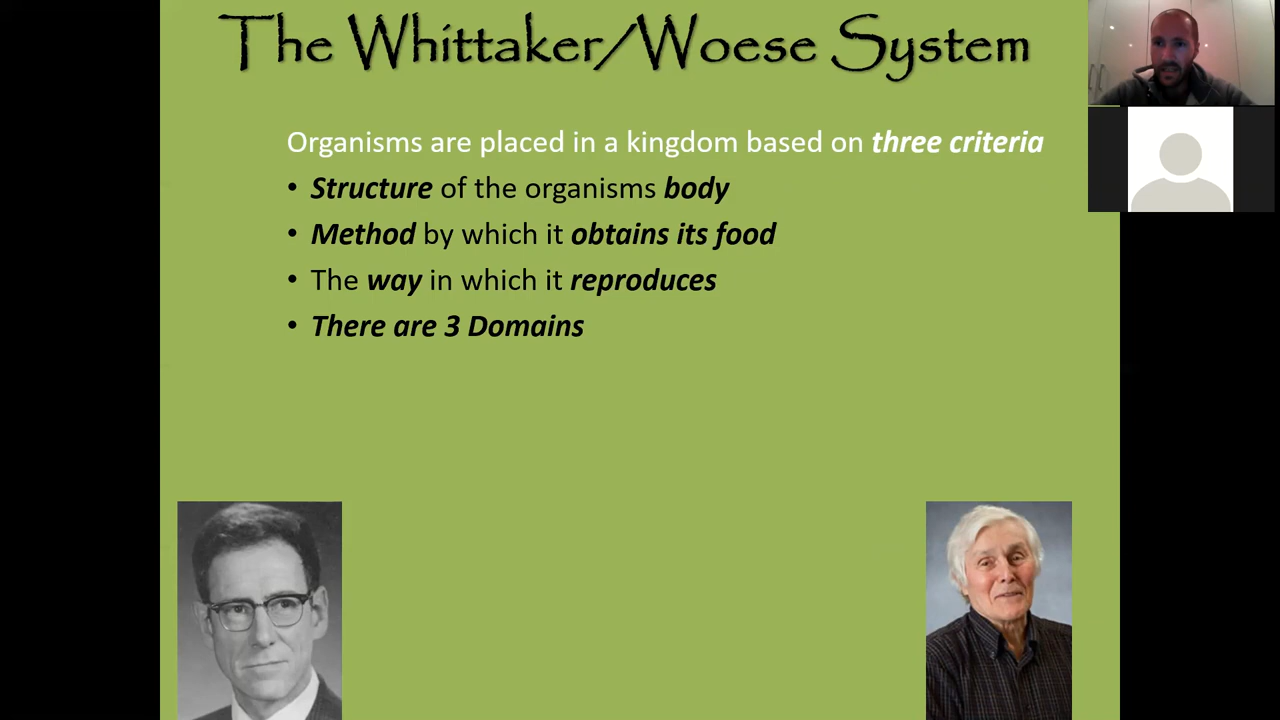 The Whittaker/Woese System
Organisms are placed in a kingdom based on three criteria
• Structure of the organisms body
• Method by which it obtains its food
• The way in which it reproduces
• There are 3 Domains